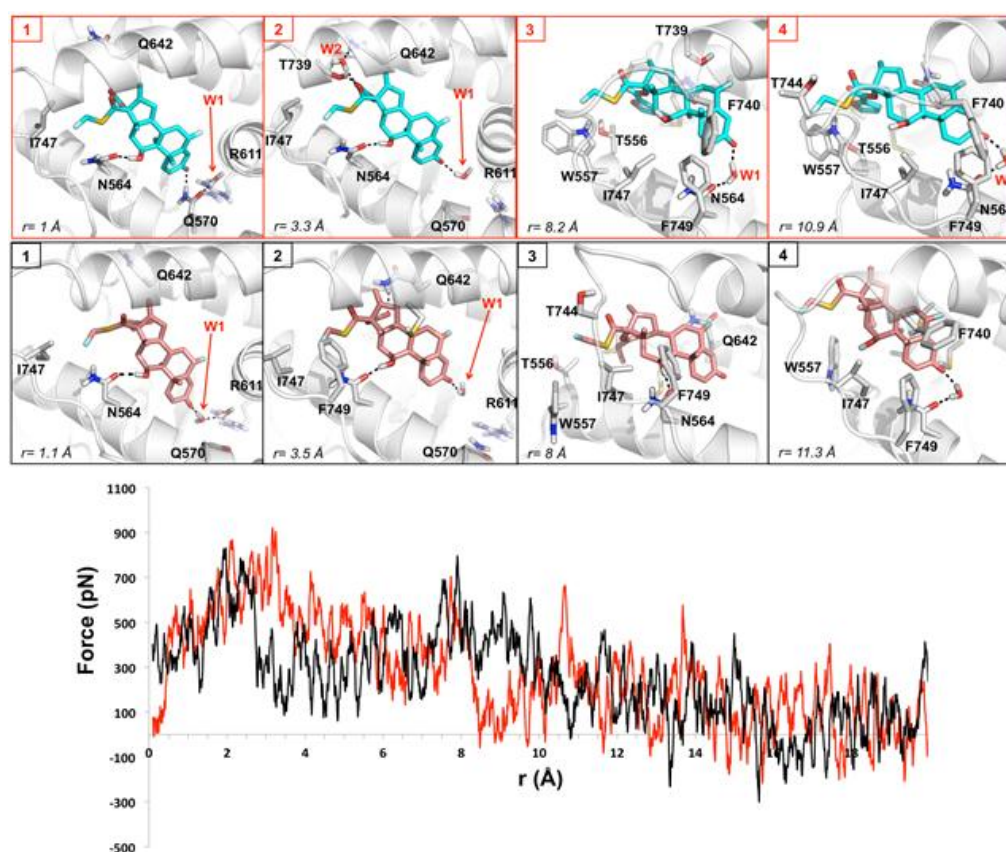 1
Q642
W1
I747
N564
R611
Q570
r= 1 Å
2
W2
Q642
T739
W1
I747
N564
R611
Q570
r= 3.3 Å
3
T739
F740
T556
W557
I747
W1
N564
F749
r= 8.2 Å
4
T744
F740
T556
W557
I747
W
N564
F749
r= 10.9 Å
1
Q642
W1
I747
R611
N564
Q570
r= 1.1 Å
2
Q642
W1
I747
F749
R611
N564
Q570
r= 3.5 Å
3
T744
Q642
T556
I747
F749
W557
N564
r= 8 Å
4
F740
W557
I747
F749
r= 11.3 Å
1100
900
700
500
300
100
-100
-300
-500
Force (pN)
0 2 4 6 8 10 12 14 16 18
r (Å)